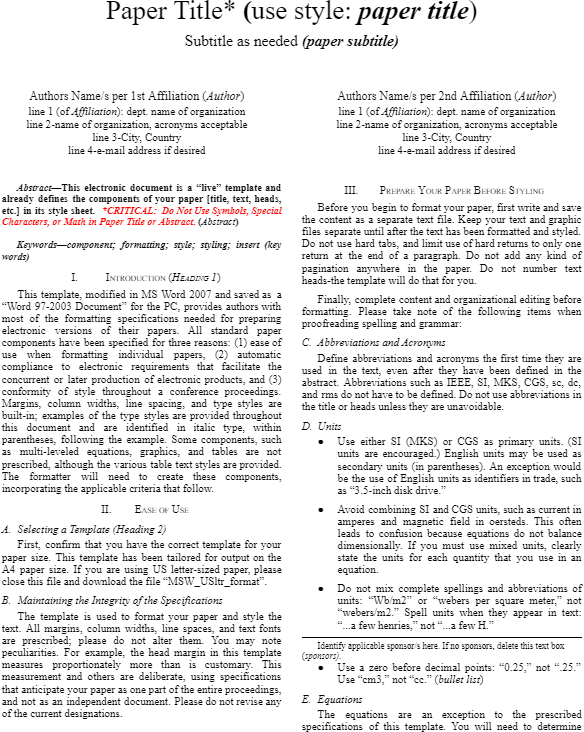 Paper Title* (use style: paper title)
Subtitle as needed (paper subtitle)
Authors Name/s per 1st Affiliation (Author)
line 1 (of Affiliation): dept. name of organization
line 2-name of organization, acronyms acceptable
line 3-City, Country
line 4-e-mail address if desired
Authors Name/s per 2nd Affiliation (Author)
line 1 (of Affiliation): dept. name of organization
line 2-name of organization, acronyms acceptable
line 3-City, Country
line 4-e-mail address if desired
Abstract—This electronic document is a “live” template and
already defines the components of your paper [title, text, heads,
etc.] in its style sheet. *CRITICAL: Do Not Use Symbols, Special
Characters, or Math in Paper Title or Abstract. (Abstract)
Keywords—component; formatting; style; styling; insert (key
words)
I. Introduction (Heading 1)
This template, modified in MS Word 2007 and saved as a
“Word 97-2003 Document” for the PC, provides authors with
most of the formatting specifications needed for preparing
electronic versions of their papers. All standard paper
components have been specified for three reasons: (1) ease of
use when formatting individual papers, (2) automatic
compliance to electronic requirements that facilitate the
concurrent or later production of electronic products, and (3)
conformity of style throughout a conference proceedings.
Margins, column widths, line spacing, and type styles are
built-in; examples of the type styles are provided throughout
this document and are identified in italic type, within
parentheses, following the example. Some components, such
as multi-leveled equations, graphics, and tables are not
prescribed, although the various table text styles are provided.
The formatter will need to create these components,
incorporating the applicable criteria that follow.
II. Ease of Use
A. Selecting a Template (Heading 2)
First, confirm that you have the correct template for your
paper size. This template has been tailored for output on the
A4 paper size. If you are using US letter-sized paper, please
close this file and download the file “MSW_USltr_format”.
B. Maintaining the Integrity of the Specifications
The template is used to format your paper and style the
text. All margins, column widths, line spaces, and text fonts
are prescribed; please do not alter them. You may note
peculiarities. For example, the head margin in this template
measures proportionately more than is customary. This
measurement and others are deliberate, using specifications
that anticipate your paper as one part of the entire proceedings,
and not as an independent document. Please do not revise any
of the current designations.
III. Prepare Your Paper Before Styling
Before you begin to format your paper, first write and save
the content as a separate text file. Keep your text and graphic
files separate until after the text has been formatted and styled.
Do not use hard tabs, and limit use of hard returns to only one
return at the end of a paragraph. Do not add any kind of
pagination anywhere in the paper. Do not number text
heads-the template will do that for you.
Finally, complete content and organizational editing before
formatting. Please take note of the following items when
proofreading spelling and grammar:
C. Abbreviations and Acronyms
Define abbreviations and acronyms the first time they are
used in the text, even after they have been defined in the
abstract. Abbreviations such as IEEE, SI, MKS, CGS, sc, dc,
and rms do not have to be defined. Do not use abbreviations in
the title or heads unless they are unavoidable.
D. Units
● Use either SI (MKS) or CGS as primary units. (SI
units are encouraged.) English units may be used as
secondary units (in parentheses). An exception would
be the use of English units as identifiers in trade, such
as “3.5-inch disk drive.”
● Avoid combining SI and CGS units, such as current in
amperes and magnetic field in oersteds. This often
leads to confusion because equations do not balance
dimensionally. If you must use mixed units, clearly
state the units for each quantity that you use in an
equation.
● Do not mix complete spellings and abbreviations of
units: “Wb/m2” or “webers per square meter,” not
“webers/m2.” Spell units when they appear in text:
“...a few henries,” not “...a few H.”
Identify applicable sponsor/s here. If no sponsors, delete this text box
(sponsors).
● Use a zero before decimal points: “0.25,” not “.25.”
Use “cm3,” not “cc.” (bullet list)
E. Equations
The equations are an exception to the prescribed
specifications of this template. You will need to determine